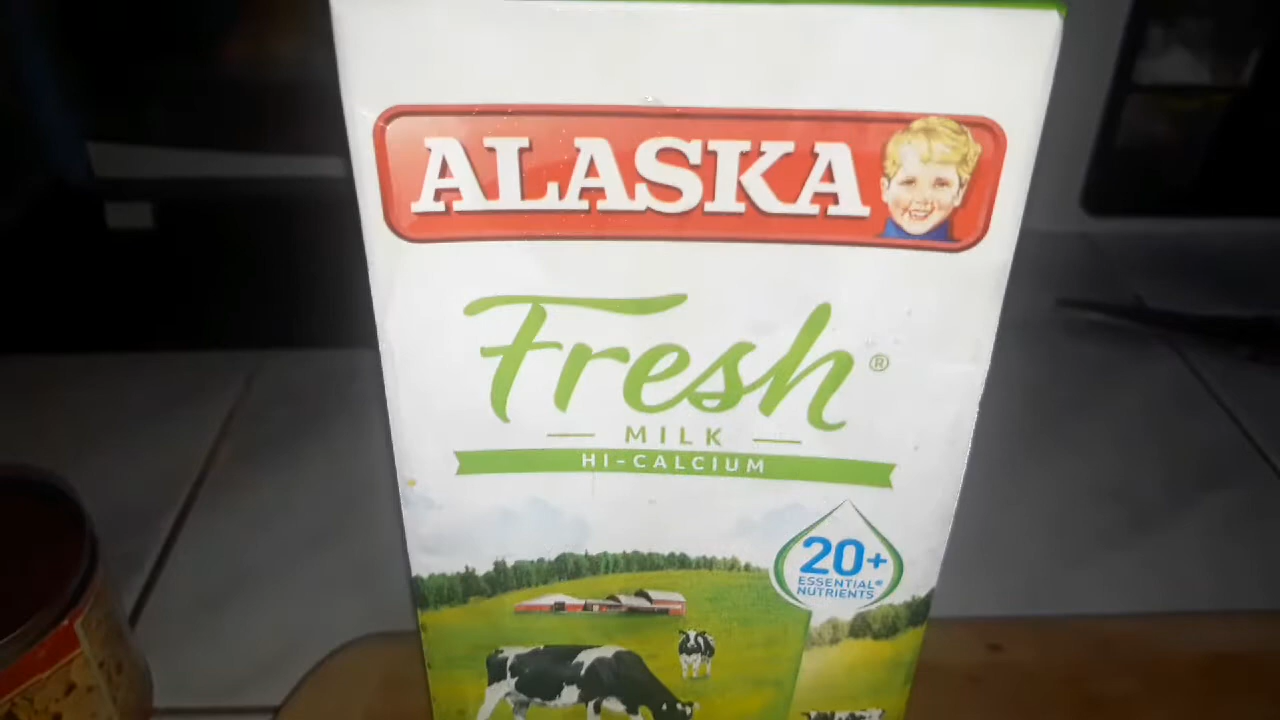 ALASKA
Fresh®
MILK
HI-CALCIUM
20+
ESSENTIAL*
NUTRIENTS